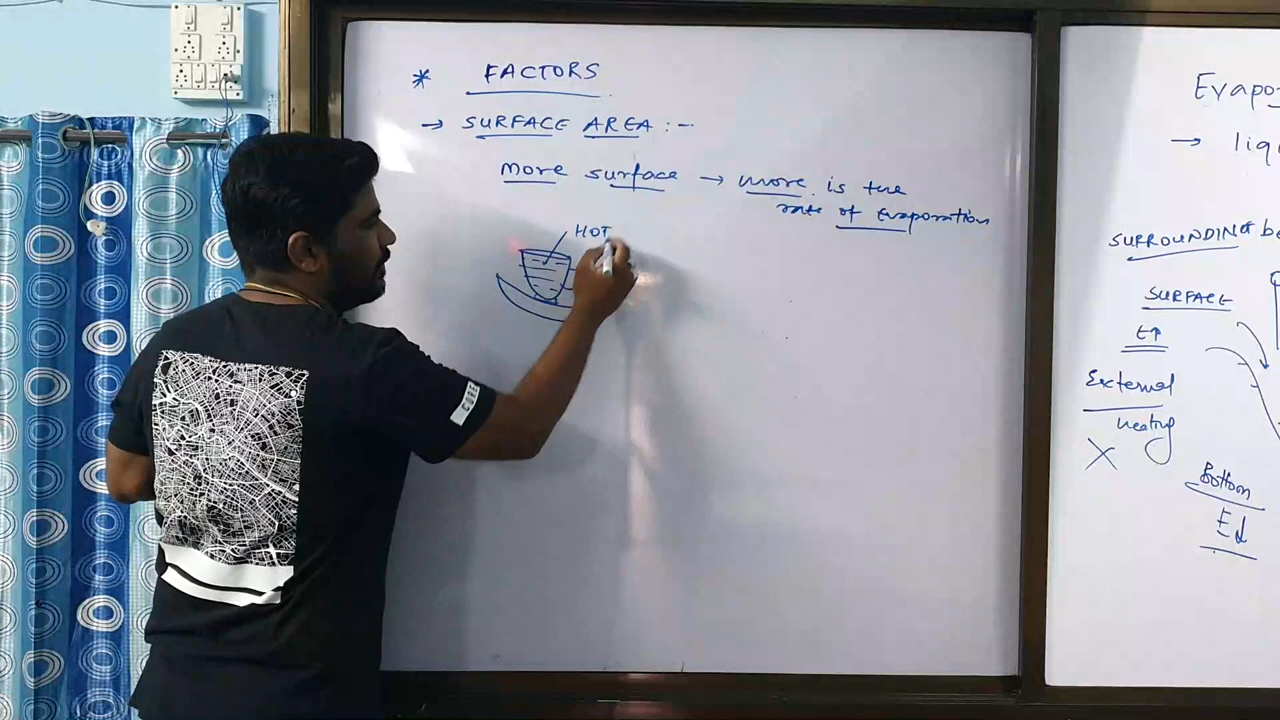 * FACTORS
→ SURFACE AREA :-
More surface → more is the
rate of Evaporation
HOT
Evapo
→ liq
SURROUNDING be
SURFACE
E↑
External
heating
X
Bottom
E↓